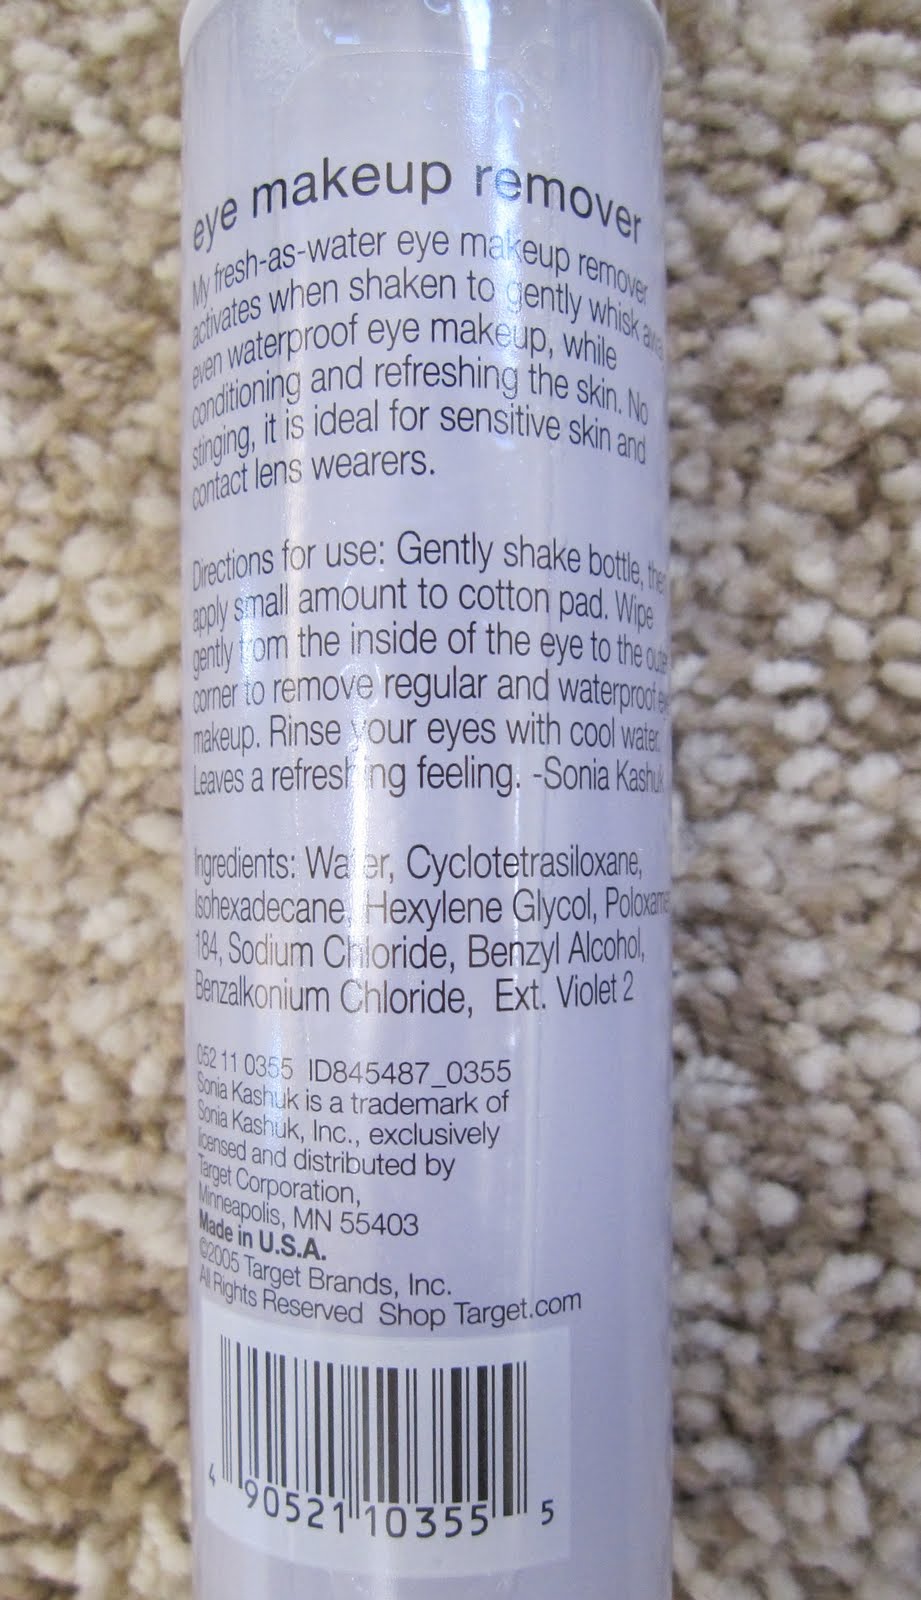 eye makeup remover
My fresh-as-water eye makeup remover
activates when shaken to gently whisk away
even waterproof eye makeup, while
conditioning and refreshing the skin. No
stinging, it is ideal for sensitive skin and
contact lens wearers.
Directions for use: Gently shake bottle, then
apply small amount to cotton pad. Wipe
gently from the inside of the eye to the outer
corner to remove regular and waterproof eye
makeup. Rinse your eyes with cool water.
Leaves a refreshing feeling. -Sonia Kashuk
Ingredients: Water, Cyclotetrasiloxane,
Isohexadecane, Hexylene Glycol, Poloxamer
184, Sodium Chloride, Benzyl Alcohol,
Benzalkonium Chloride, Ext. Violet 2
052 11 0355 ID845487_0355
Sonia Kashuk is a trademark of
Sonia Kashuk, Inc., exclusively
licensed and distributed by
Target Corporation,
Minneapolis, MN 55403
Made in U.S.A.
©2005 Target Brands, Inc.
All Rights Reserved Shop Target.com
4 90521 10355 5